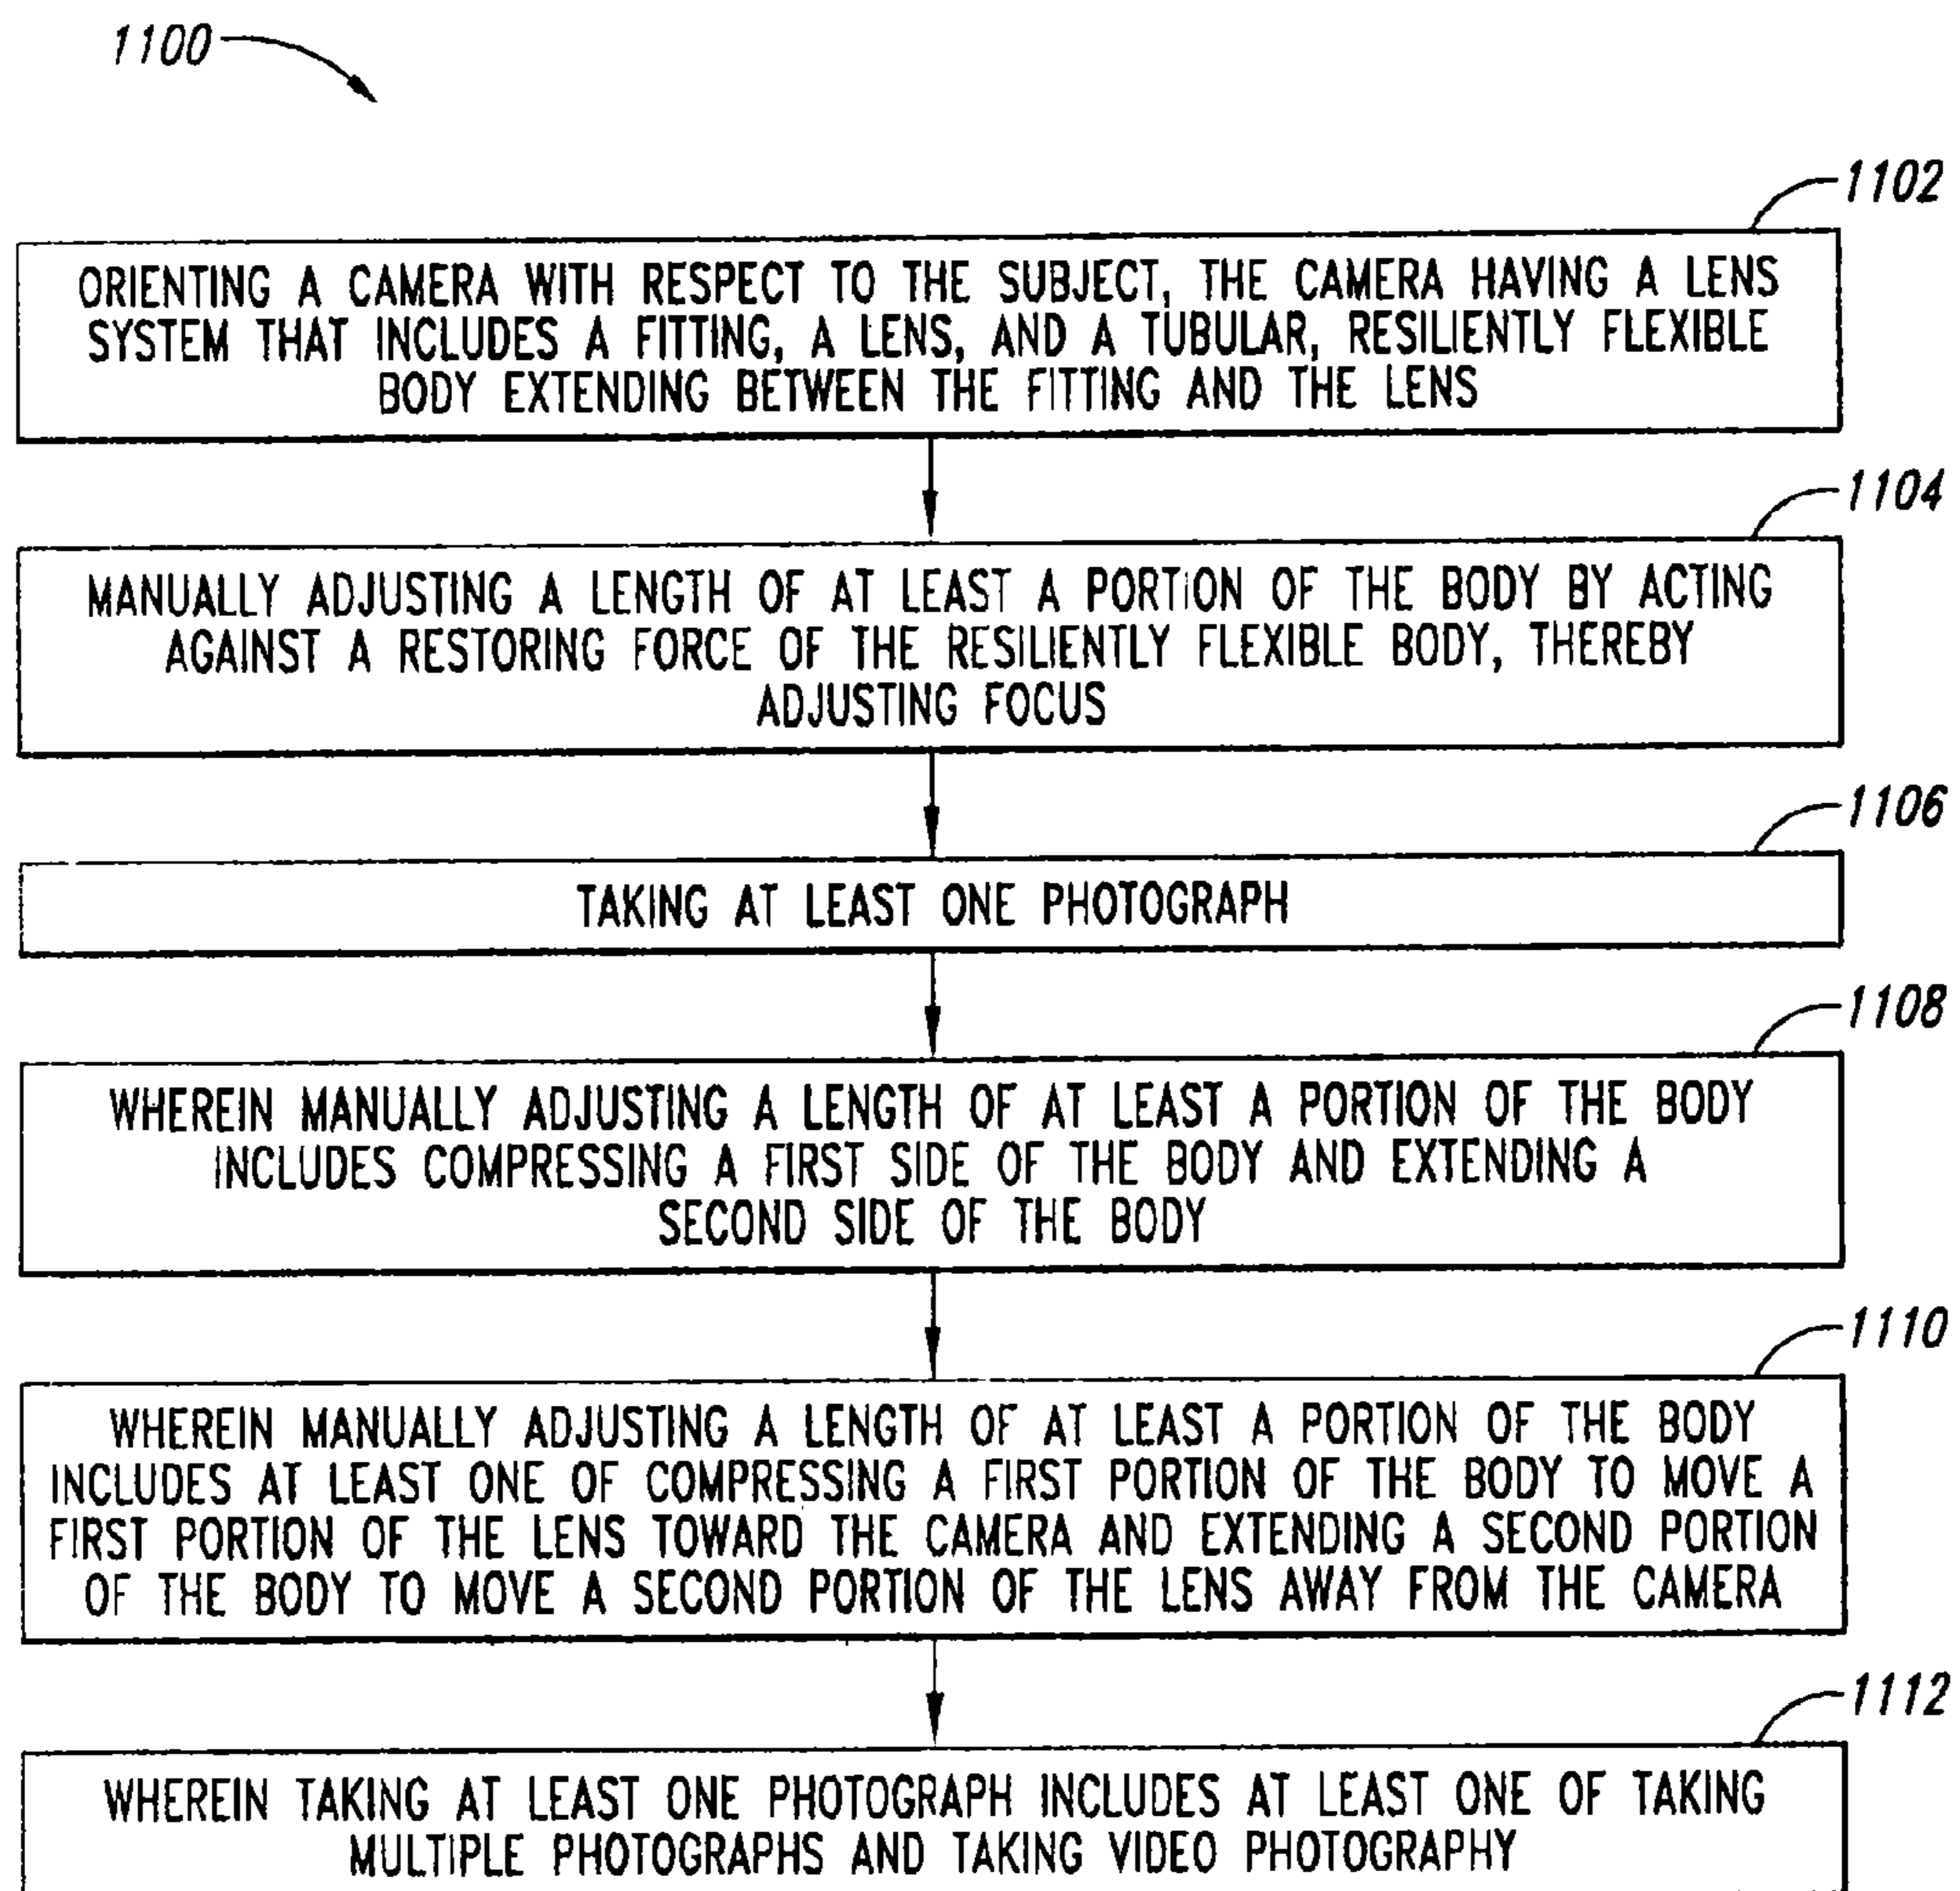 1100
1102
ORIENTING A CAMERA WITH RESPECT TO THE SUBJECT, THE CAMERA HAVING A LENS
SYSTEM THAT INCLUDES A FITTING, A LENS, AND A TUBULAR, RESILIENTLY FLEXIBLE
BODY EXTENDING BETWEEN THE FITTING AND THE LENS
1104
MANUALLY ADJUSTING A LENGTH OF AT LEAST A PORTION OF THE BODY BY ACTING
AGAINST A RESTORING FORCE OF THE RESILIENTLY FLEXIBLE BODY, THEREBY
ADJUSTING FOCUS
1106
TAKING AT LEAST ONE PHOTOGRAPH
1108
WHEREIN MANUALLY ADJUSTING A LENGTH OF AT LEAST A PORTION OF THE BODY
INCLUDES COMPRESSING A FIRST SIDE OF THE BODY AND EXTENDING A
SECOND SIDE OF THE BODY
1110
WHEREIN MANUALLY ADJUSTING A LENGTH OF AT LEAST A PORTION OF THE BODY
INCLUDES AT LEAST ONE OF COMPRESSING A FIRST PORTION OF THE BODY TO MOVE A
FIRST PORTION OF THE LENS TOWARD THE CAMERA AND EXTENDING A SECOND PORTION
OF THE BODY TO MOVE A SECOND PORTION OF THE LENS AWAY FROM THE CAMERA
1112
WHEREIN TAKING AT LEAST ONE PHOTOGRAPH INCLUDES AT LEAST ONE OF TAKING
MULTIPLE PHOTOGRAPHS AND TAKING VIDEO PHOTOGRAPHY